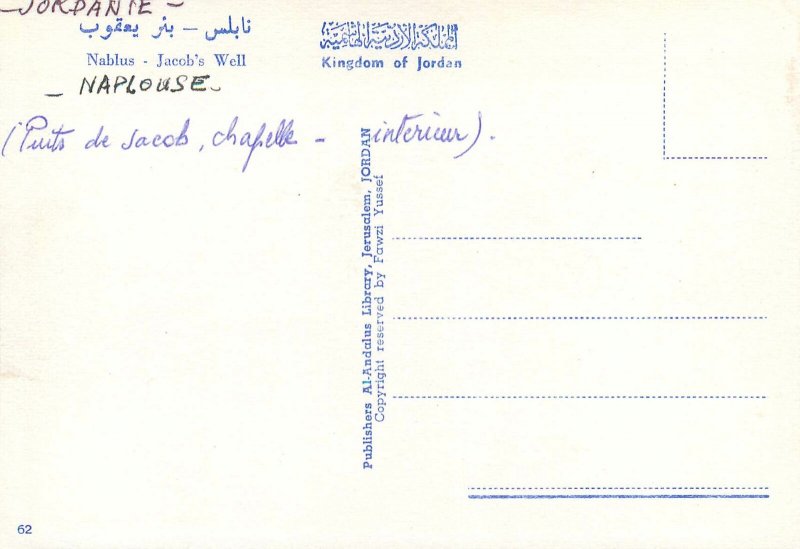 — JORDANIE —
نابلس – بئر يعقوب
Nablus - Jacob's Well
— NAPLOUSE.
المملكة الأردنية الهاشمية
Kingdom of Jordan
(Puits de Jacob, chapelle – intérieur).
Publishers Al-Andalus Library, Jerusalem, JORDAN
Copyright reserved by Fawzi Yussef
62